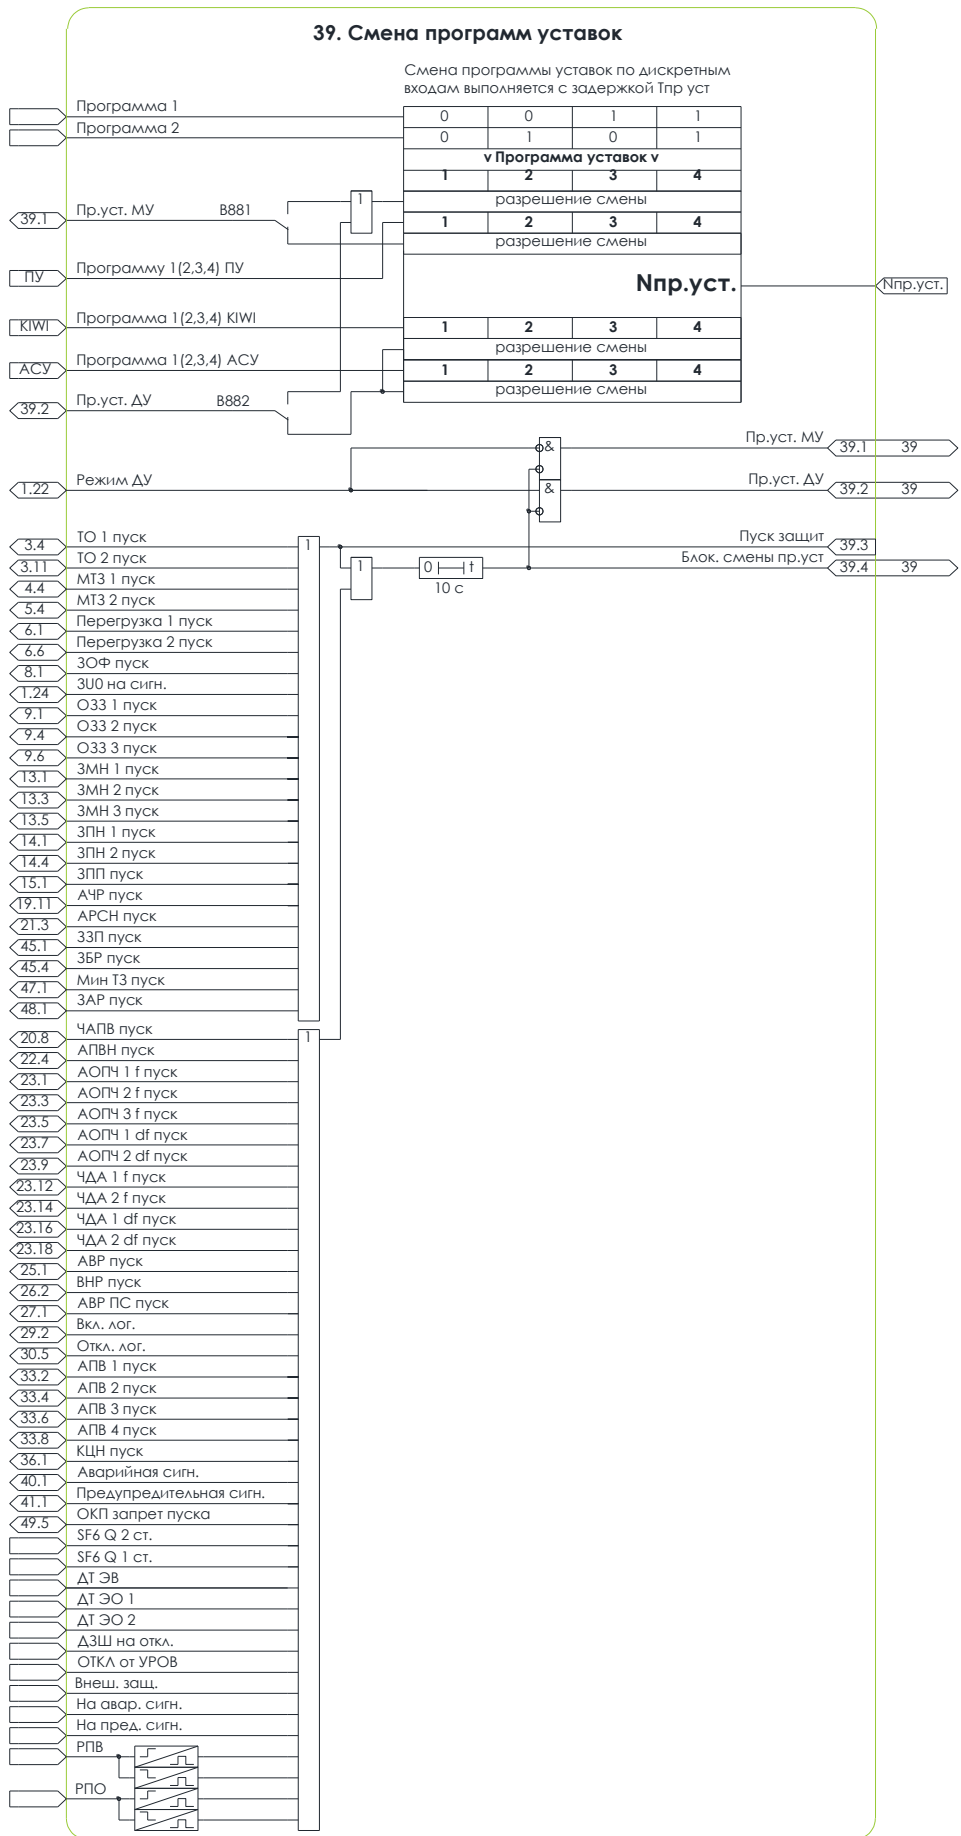 39. Смена программ уставок
Смена программы уставок по дискретным
входам выполняется с задержкой Тпр уст
Программа 1
0 0 1 1
Программа 2
0 1 0 1
v Программа уставок v
1 2 3 4
1
разрешение смены
39.1 Пр.уст. МУ В881
1 2 3 4
разрешение смены
ПУ Программу 1(2,3,4) ПУ
Nпр.уст.
Nпр.уст.
KIWI Программа 1(2,3,4) KIWI
1 2 3 4
разрешение смены
АСУ Программа 1(2,3,4) АСУ
1 2 3 4
разрешение смены
39.2 Пр.уст. ДУ В882
& Пр.уст. МУ 39.1 39
1.22 Режим ДУ & Пр.уст. ДУ 39.2 39
3.4 ТО 1 пуск 1 Пуск защит 39.3
3.11 ТО 2 пуск 1 0 t Блок. смены пр.уст 39.4 39
10 с
4.4 МТЗ 1 пуск
5.4 МТЗ 2 пуск
6.1 Перегрузка 1 пуск
6.6 Перегрузка 2 пуск
8.1 ЗОФ пуск
1.24 3U0 на сигн.
9.1 ОЗЗ 1 пуск
9.4 ОЗЗ 2 пуск
9.6 ОЗЗ 3 пуск
13.1 ЗМН 1 пуск
13.3 ЗМН 2 пуск
13.5 ЗМН 3 пуск
14.1 ЗПН 1 пуск
14.4 ЗПН 2 пуск
15.1 ЗПП пуск
19.11 АЧР пуск
21.3 АРСН пуск
45.1 ЗЗП пуск
45.4 ЗБР пуск
47.1 Мин ТЗ пуск
48.1 ЗАР пуск
20.8 ЧАПВ пуск 1
22.4 АПВН пуск
23.1 АОПЧ 1 f пуск
23.3 АОПЧ 2 f пуск
23.5 АОПЧ 3 f пуск
23.7 АОПЧ 1 df пуск
23.9 АОПЧ 2 df пуск
23.12 ЧДА 1 f пуск
23.14 ЧДА 2 f пуск
23.16 ЧДА 1 df пуск
23.18 ЧДА 2 df пуск
25.1 АВР пуск
26.2 ВНР пуск
27.1 АВР ПС пуск
29.2 Вкл. лог.
30.5 Откл. лог.
33.2 АПВ 1 пуск
33.4 АПВ 2 пуск
33.6 АПВ 3 пуск
33.8 АПВ 4 пуск
36.1 КЦН пуск
40.1 Аварийная сигн.
41.1 Предупредительная сигн.
49.5 ОКП запрет пуска
SF6 Q 2 ст.
SF6 Q 1 ст.
ДТ ЭВ
ДТ ЭО 1
ДТ ЭО 2
ДЗШ на откл.
ОТКЛ от УРОВ
Внеш. защ.
На авар. сигн.
На пред. сигн.
РПВ
РПО